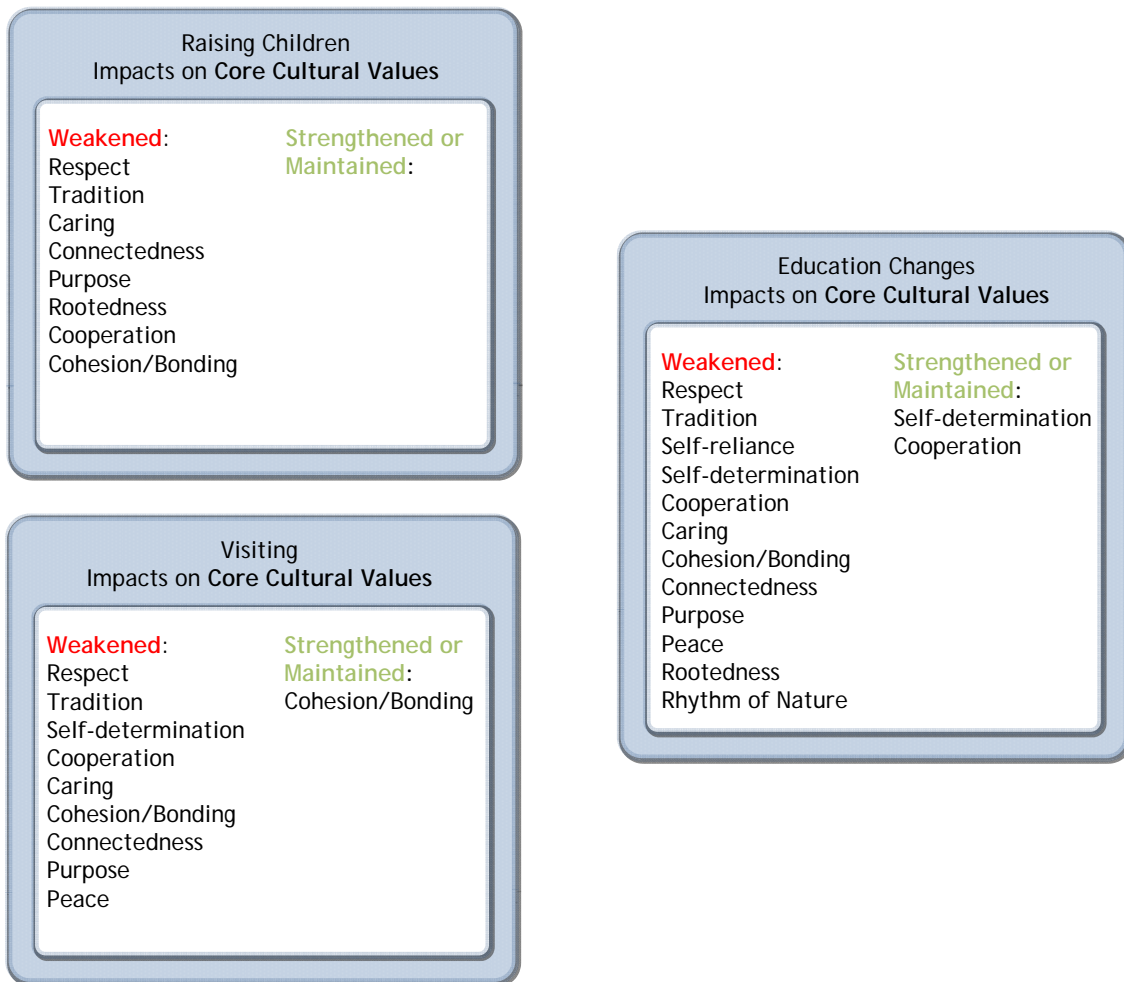 Raising Children
Impacts on Core Cultural Values
Weakened:
Respect
Tradition
Caring
Connectedness
Purpose
Rootedness
Cooperation
Cohesion/Bonding
Strengthened or
Maintained:
Visiting
Impacts on Core Cultural Values
Weakened:
Respect
Tradition
Self-determination
Cooperation
Caring
Cohesion/Bonding
Connectedness
Purpose
Peace
Strengthened or
Maintained:
Cohesion/Bonding
Education Changes
Impacts on Core Cultural Values
Weakened:
Respect
Tradition
Self-reliance
Self-determination
Cooperation
Caring
Cohesion/Bonding
Connectedness
Purpose
Peace
Rootedness
Rhythm of Nature
Strengthened or
Maintained:
Self-determination
Cooperation